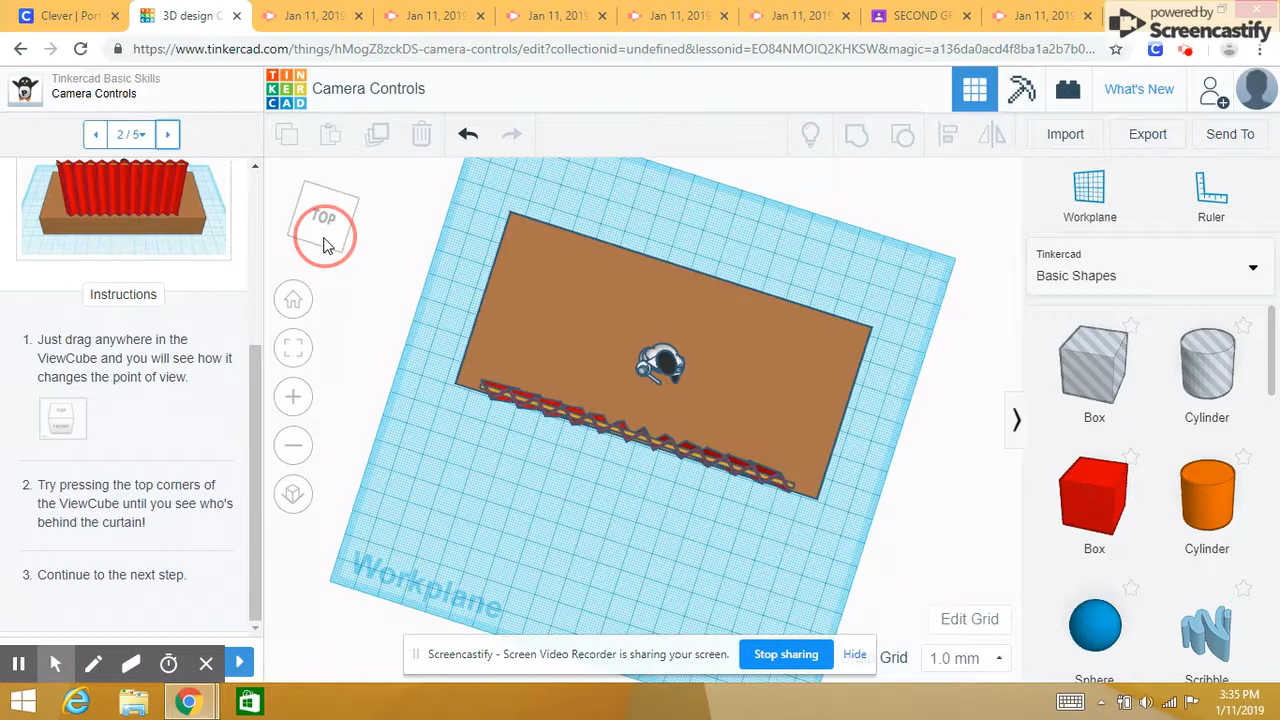 Clever | Port
3D design C
Jan 11, 2019
Jan 11, 2019
Jan 11, 2019
Jan 11, 2019
Jan 11, 2019
SECOND GR
Jan 11, 2019
powered by
Screencastify
https://www.tinkercad.com/things/hMogZ8zckDS-camera-controls/edit?collectionid=undefined&lessonid=EO84NMOIQ2KHKSW&magic=a136da0acd4f8ba1a2b7b0...
Tinkercad Basic Skills
Camera Controls
TIN
KER
CAD
Camera Controls
What's New
2 / 5
Import
Export
Send To
TOP
Workplane
Ruler
Tinkercad
Basic Shapes
Instructions
1. Just drag anywhere in the
ViewCube and you will see how it
changes the point of view.
TOP
FRONT
2. Try pressing the top corners of
the ViewCube until you see who's
behind the curtain!
3. Continue to the next step.
Box
Cylinder
Box
Cylinder
Sphere
Scribble
Workplane
Edit Grid
Screencastify - Screen Video Recorder is sharing your screen.
Stop sharing
Hide
Grid
1.0 mm
3:35 PM
1/11/2019